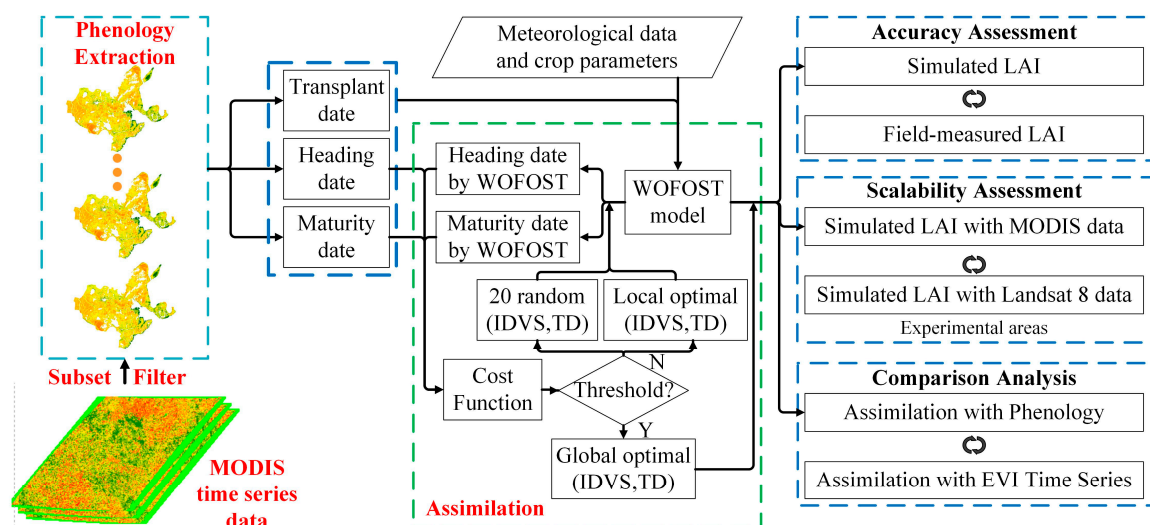 Phenology
Extraction
Subset Filter
MODIS
time series
data
Transplant
date
Heading
date
Maturity
date
Meteorological data
and crop parameters
Heading date
by WOFOST
Maturity date
by WOFOST
WOFOST
model
20 random
(IDVS,TD)
Local optimal
(IDVS,TD)
N
Cost
Function
Threshold?
Y
Global optimal
(IDVS,TD)
Assimilation
Accuracy Assessment
Simulated LAI
Field-measured LAI
Scalability Assessment
Simulated LAI with MODIS data
Simulated LAI with Landsat 8 data
Experimental areas
Comparison Analysis
Assimilation with Phenology
Assimilation with EVI Time Series